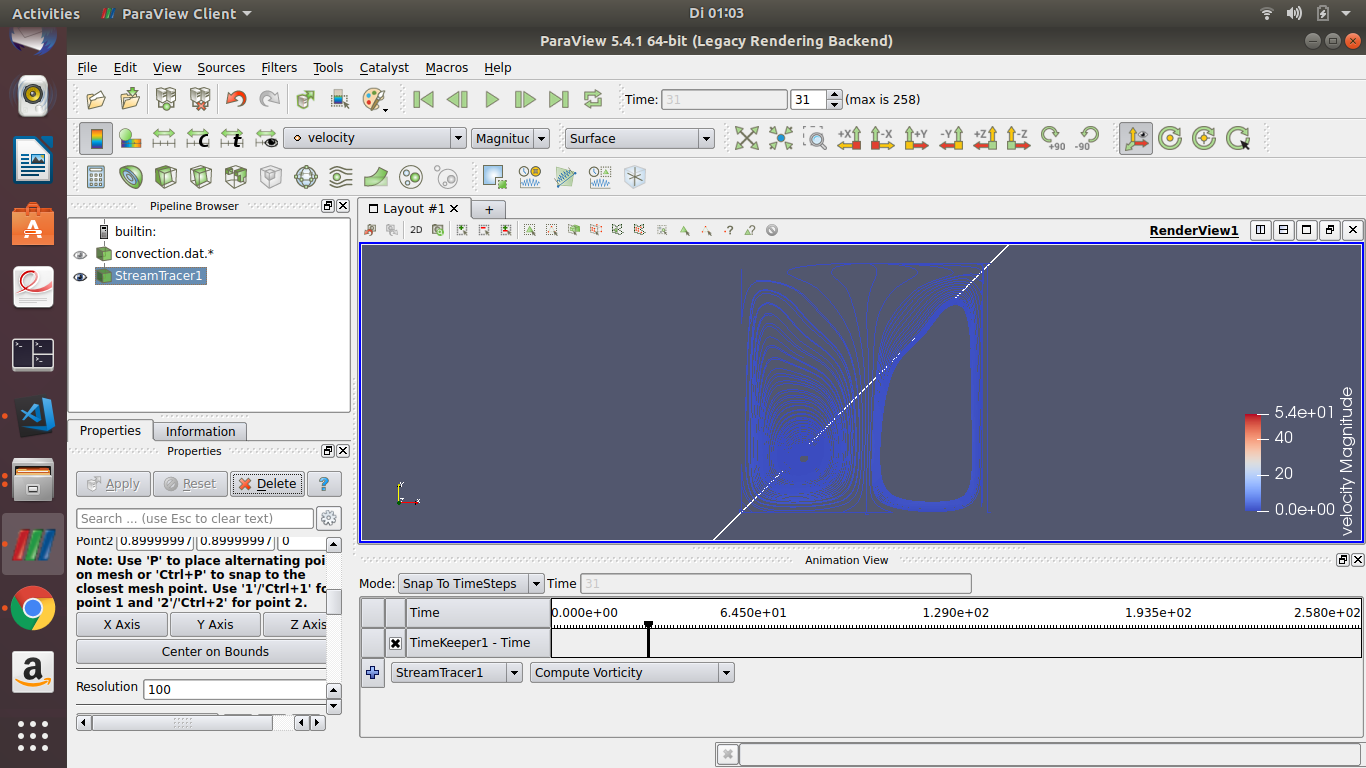 Activities ParaView Client Di 01:03
ParaView 5.4.1 64-bit (Legacy Rendering Backend)
File Edit View Sources Filters Tools Catalyst Macros Help
Time: 31 31 (max is 258)
velocity Magnituc Surface +X -X +Y -Y +Z -Z +90 -90
Pipeline Browser
builtin:
convection.dat.*
StreamTracer1
Layout #1 +
2D RenderView1
Y
X
5.4e+01
40
20
0.0e+00
velocity Magnitude
Properties Information
Properties
Apply Reset Delete ?
Search ... (use Esc to clear text)
Point2 0.89999997 0.89999997 0
Note: Use 'P' to place alternating poi
on mesh or 'Ctrl+P' to snap to the
closest mesh point. Use '1'/'Ctrl+1' fo
point 1 and '2'/'Ctrl+2' for point 2.
X Axis Y Axis Z Axis
Center on Bounds
Resolution 100
Animation View
Mode: Snap To TimeSteps Time 31
Time 0.000e+00 6.450e+01 1.290e+02 1.935e+02 2.580e+02
TimeKeeper1 - Time
StreamTracer1 Compute Vorticity